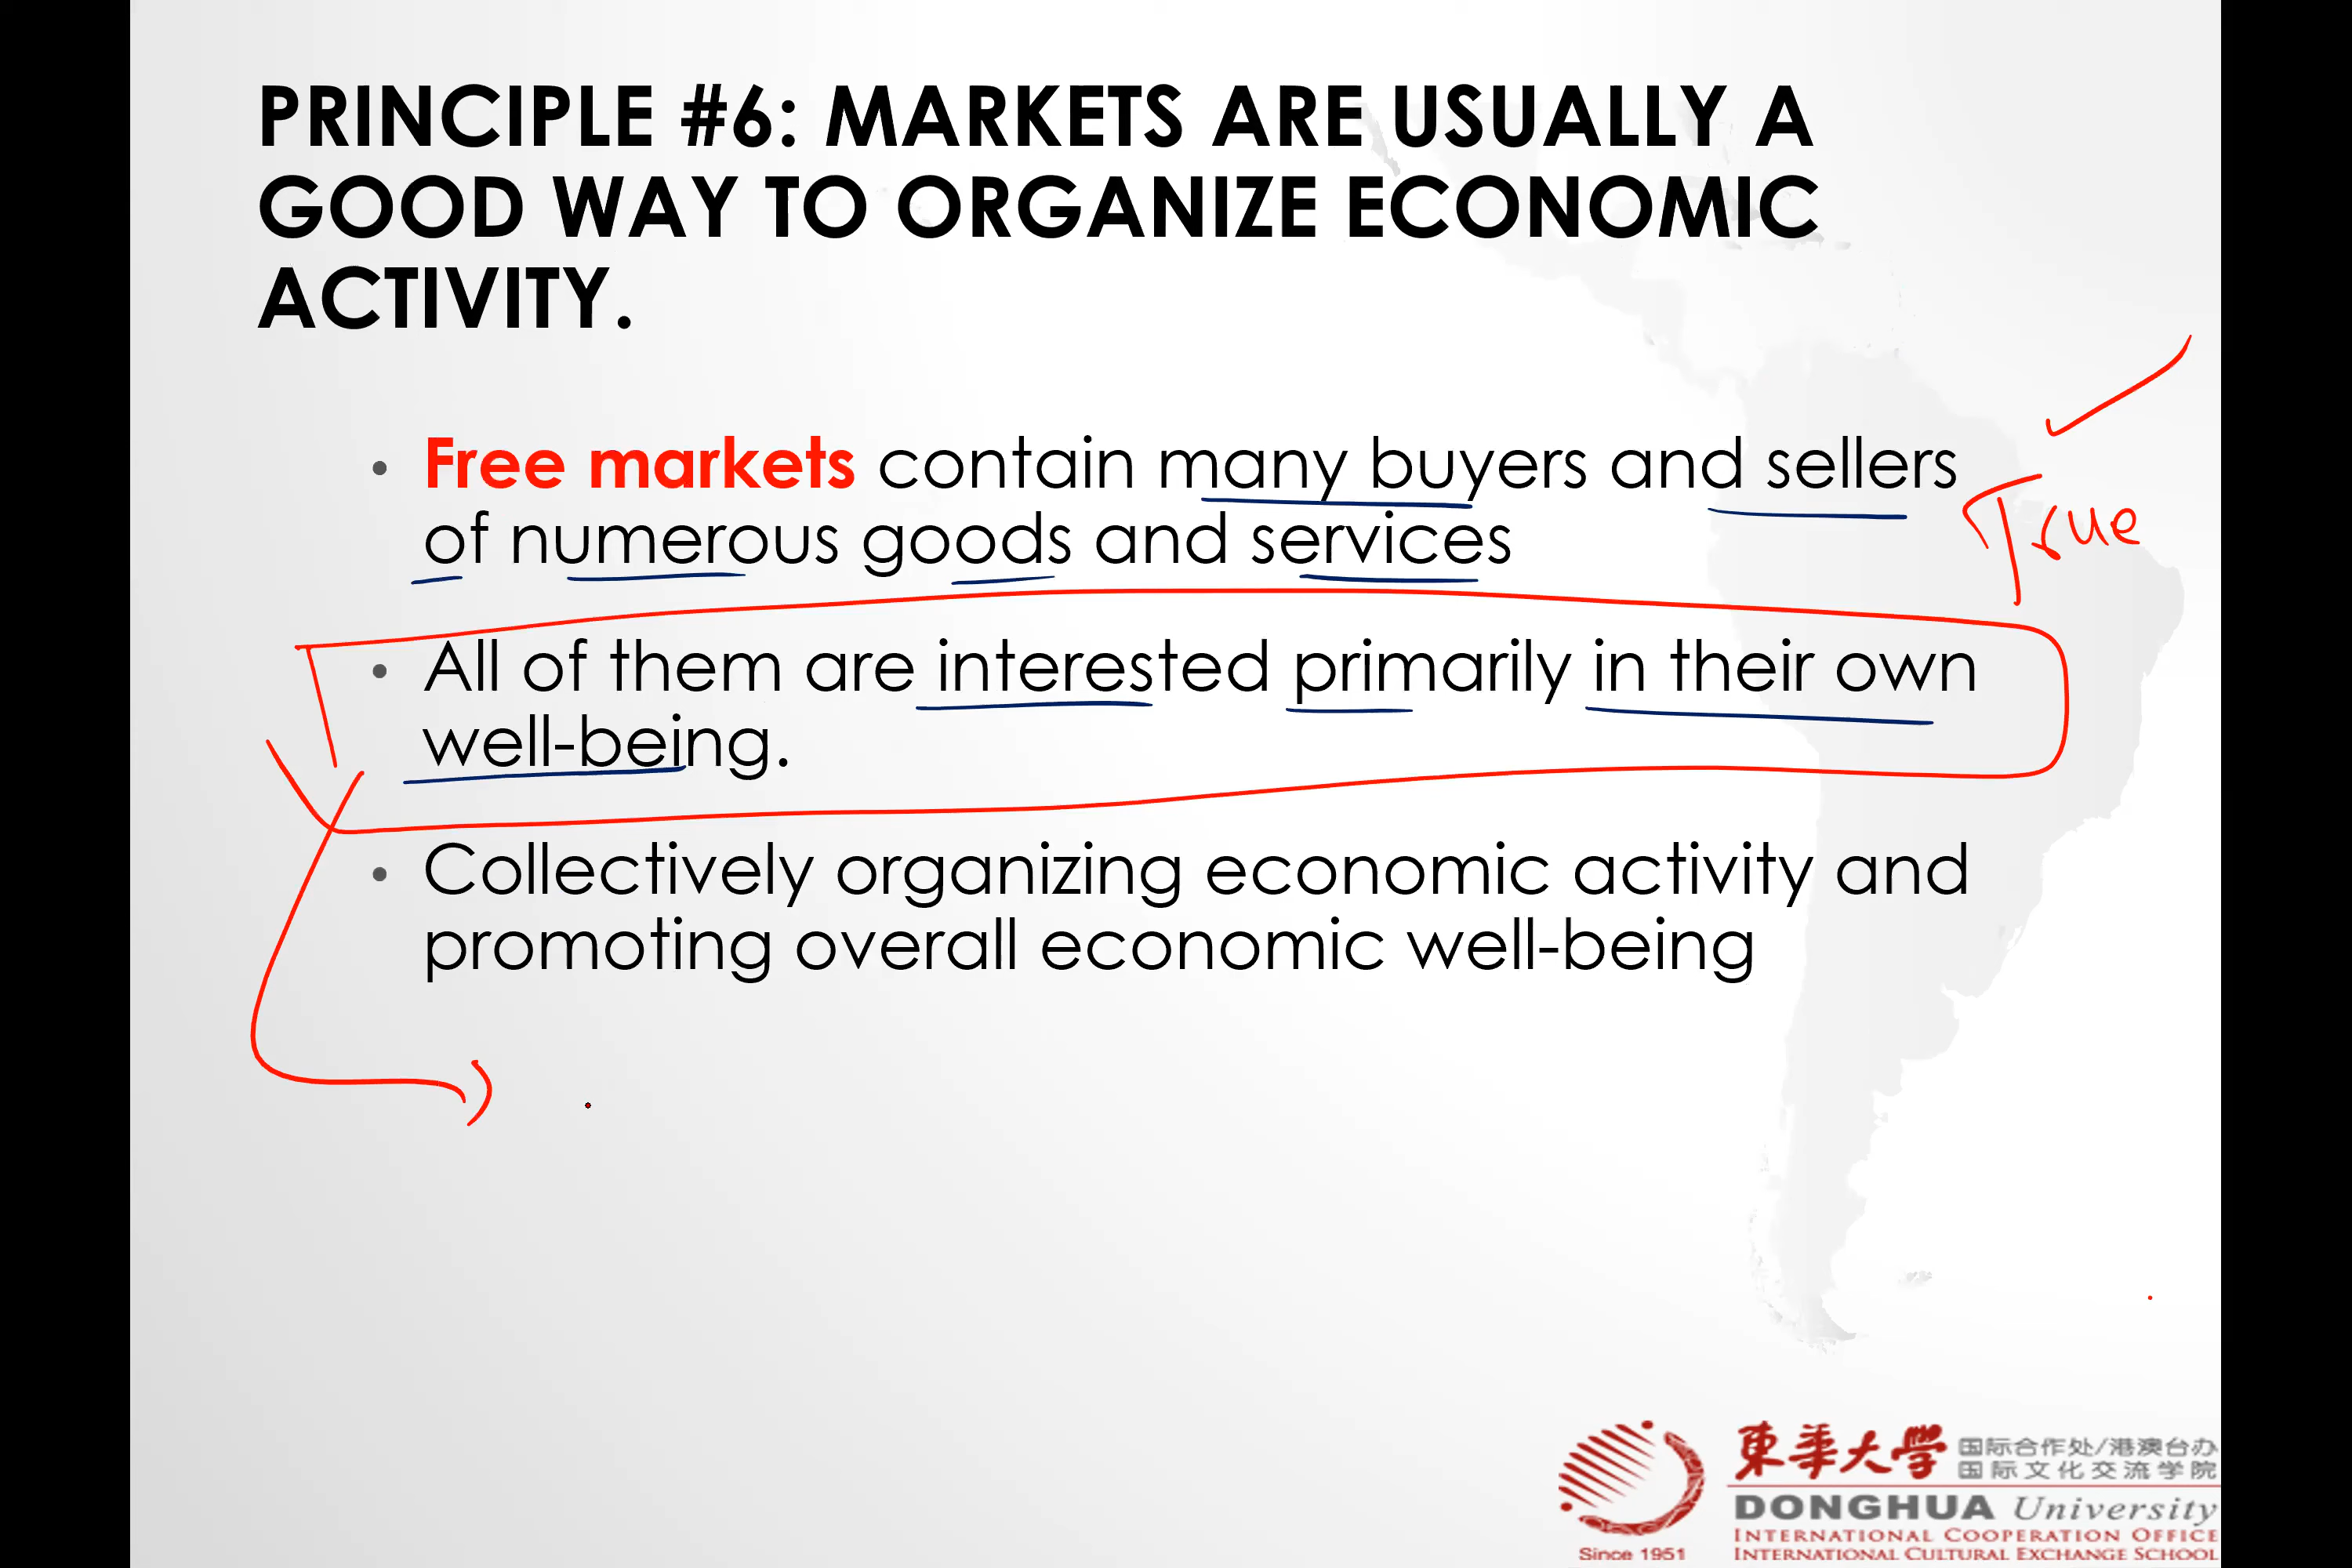 PRINCIPLE #6: MARKETS ARE USUALLY A
GOOD WAY TO ORGANIZE ECONOMIC
ACTIVITY.
• Free markets contain many buyers and sellers
of numerous goods and services
True
• All of them are interested primarily in their own
well-being.
• Collectively organizing economic activity and
promoting overall economic well-being
東華大學
国际合作处/港澳台办
国际文化交流学院
DONGHUA University
INTERNATIONAL COOPERATION OFFICE
INTERNATIONAL CULTURAL EXCHANGE SCHOOL
Since 1951